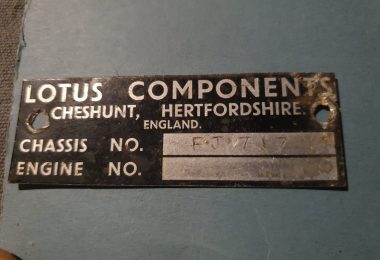 LOTUS COMPONENTS
CHESHUNT, HERTFORDSHIRE.
ENGLAND.
CHASSIS NO.
ENGINE NO.